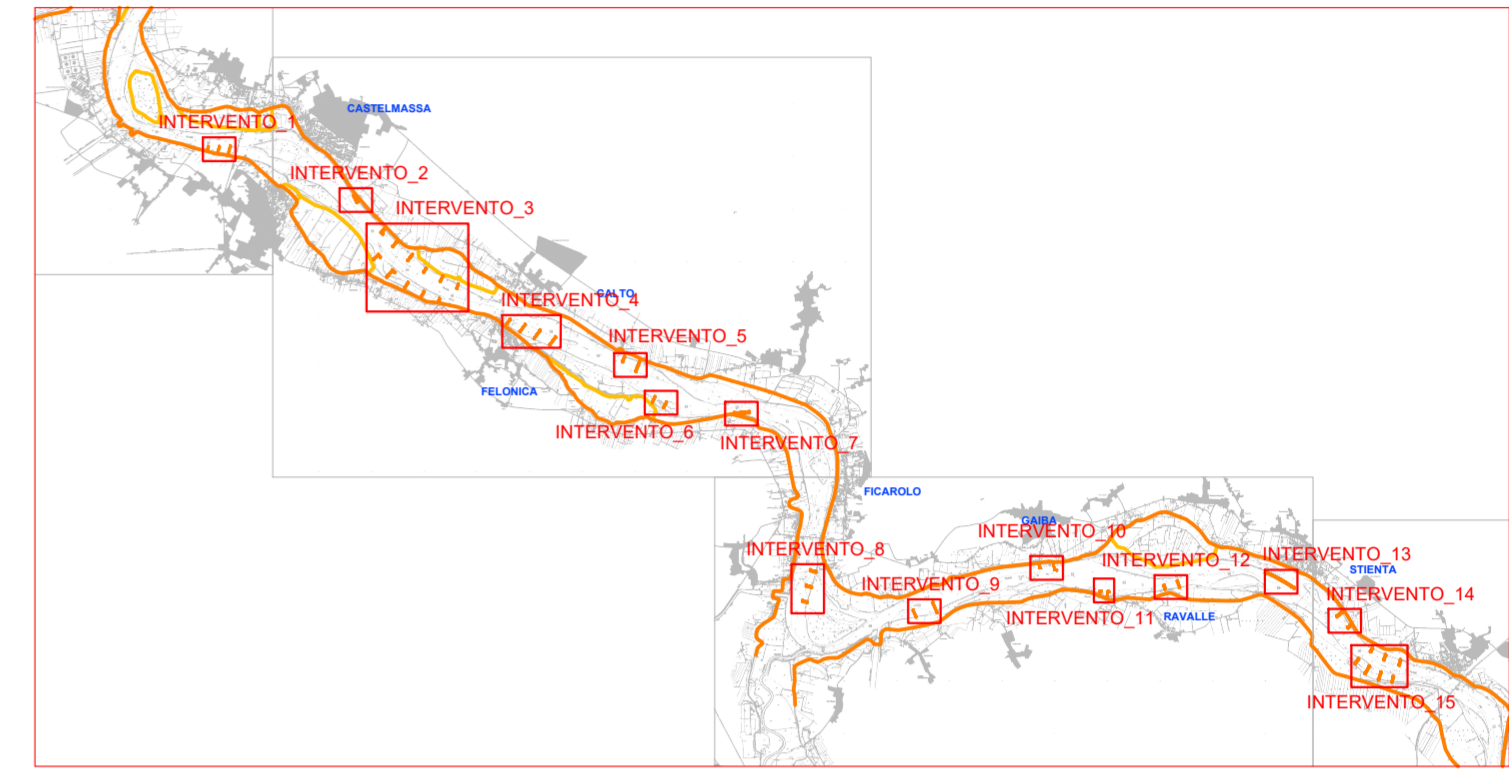 CASTELMASSA
INTERVENTO_1
INTERVENTO_2
INTERVENTO_3
CALTO
INTERVENTO_4
INTERVENTO_5
FELONICA
INTERVENTO_6
INTERVENTO_7
FICAROLO
GAIBA
INTERVENTO_10
INTERVENTO_8
INTERVENTO_13
INTERVENTO_12
STIENTA
INTERVENTO_9
INTERVENTO_14
INTERVENTO_11
RAVALLE
INTERVENTO_15